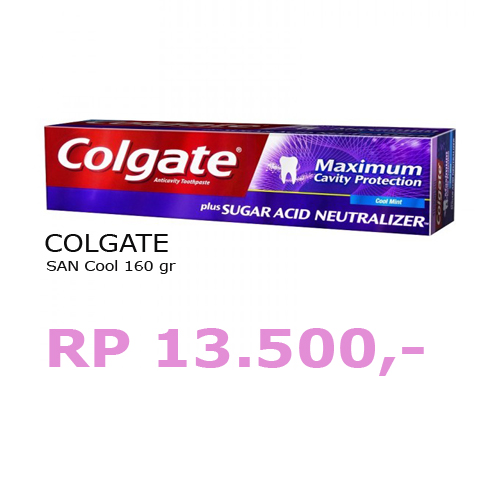 Colgate®
Anticavity Toothpaste
Maximum
Cavity Protection
Cool Mint
plus SUGAR ACID NEUTRALIZER™
COLGATE
SAN Cool 160 gr
RP 13.500,-